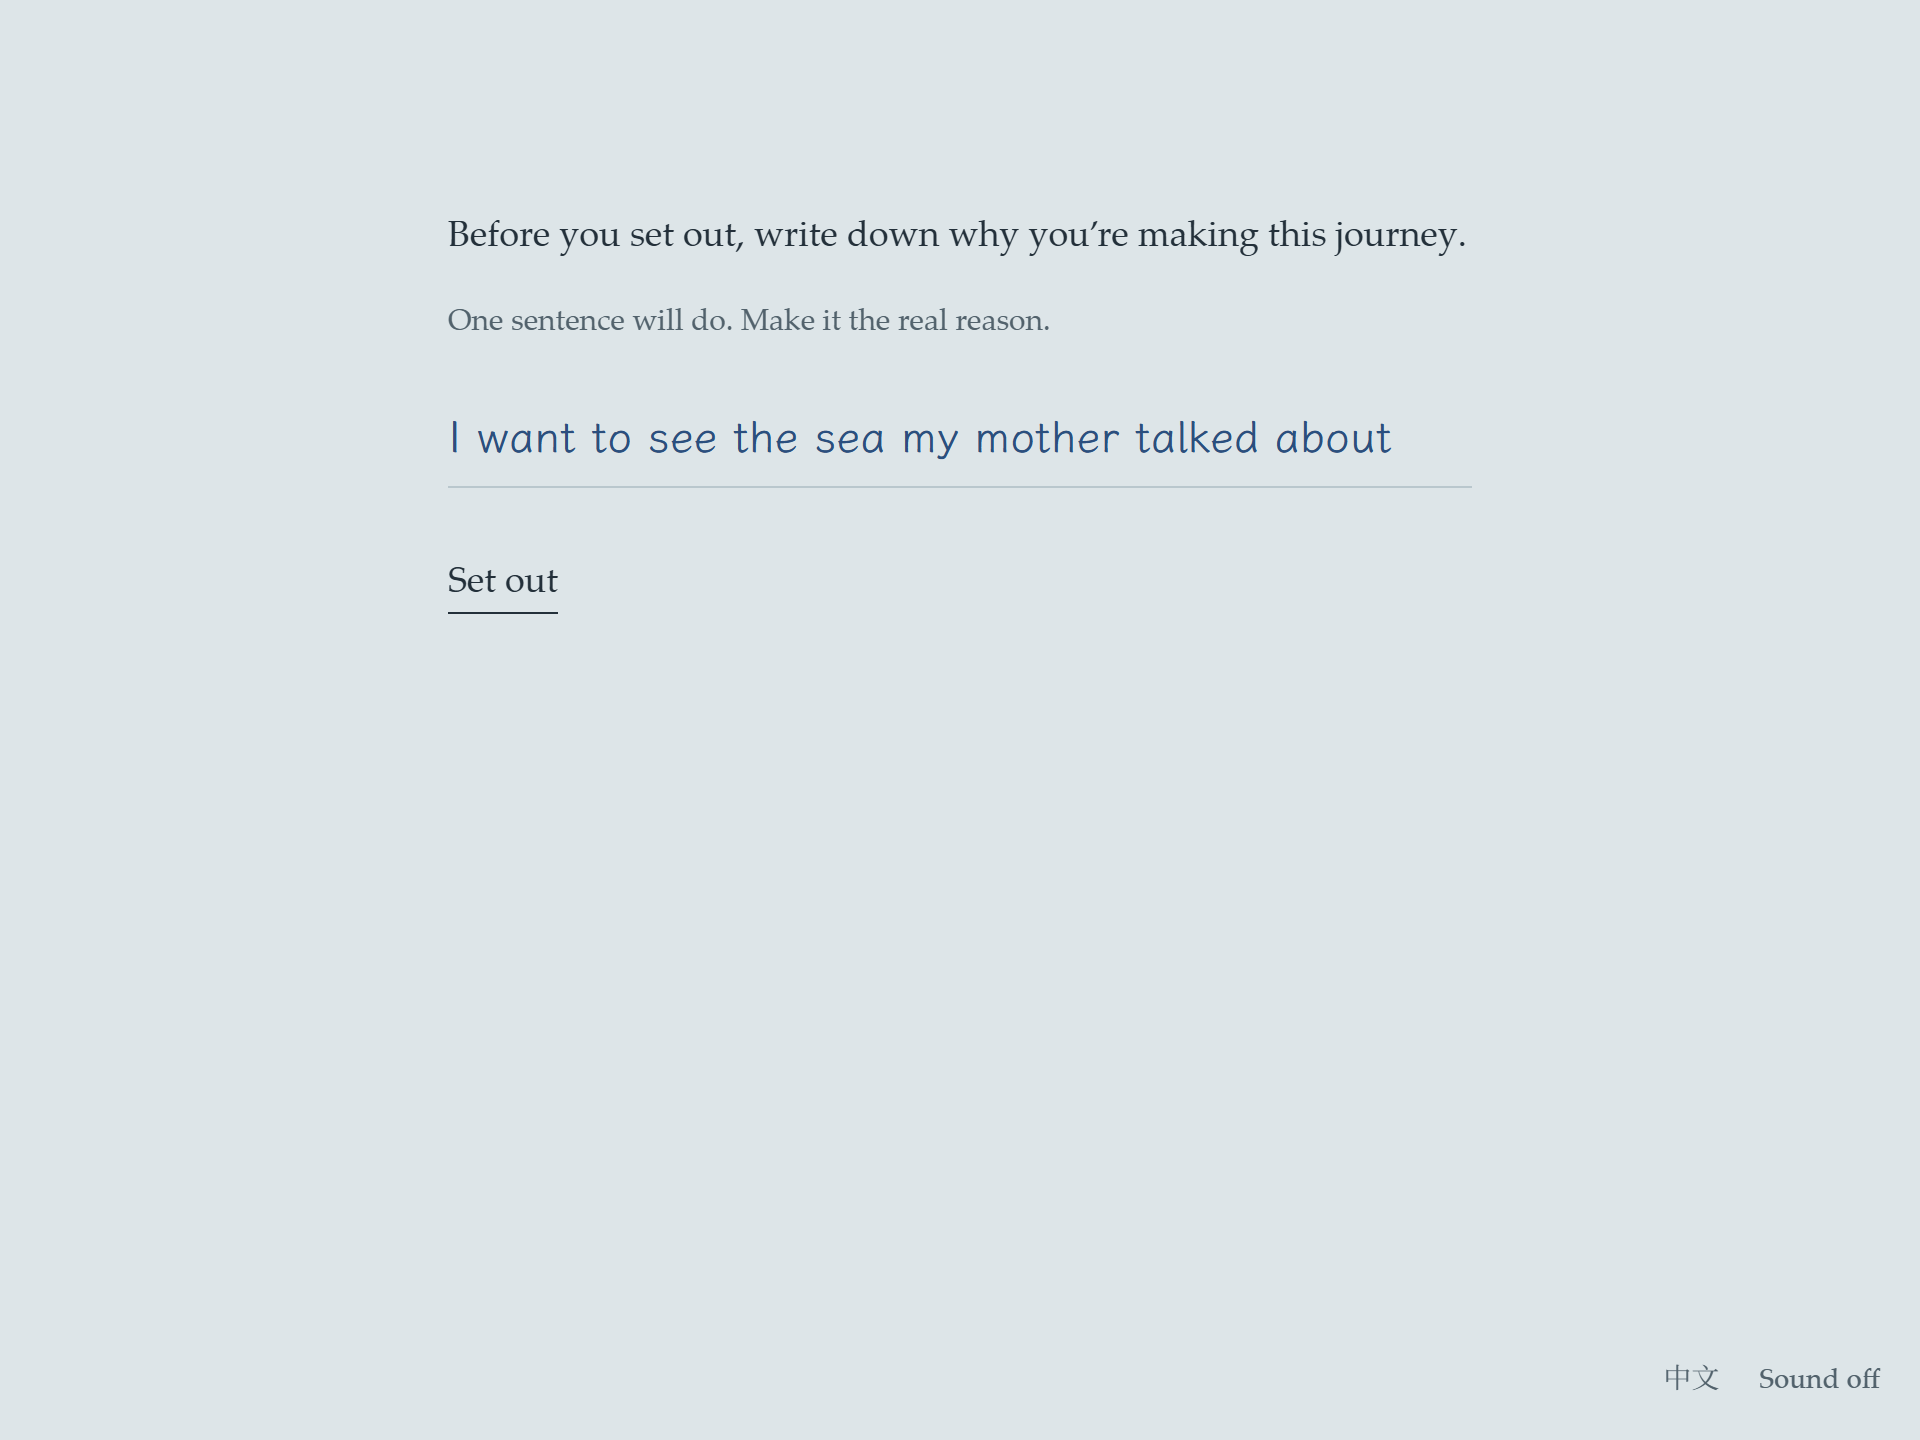 Before you set out, write down why you’re making this journey.
One sentence will do. Make it the real reason.
I want to see the sea my mother talked about
Set out
中文 Sound off